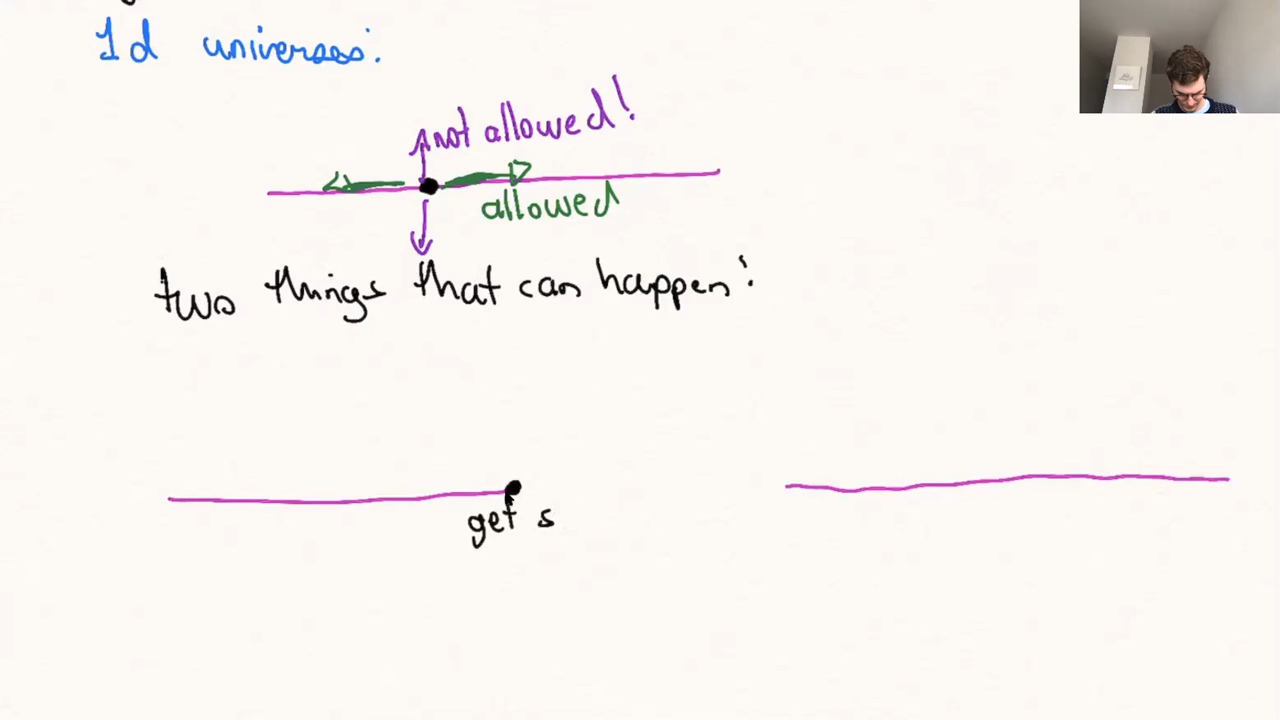 1d universes:
not allowed!
allowed
two things that can happen:
get s